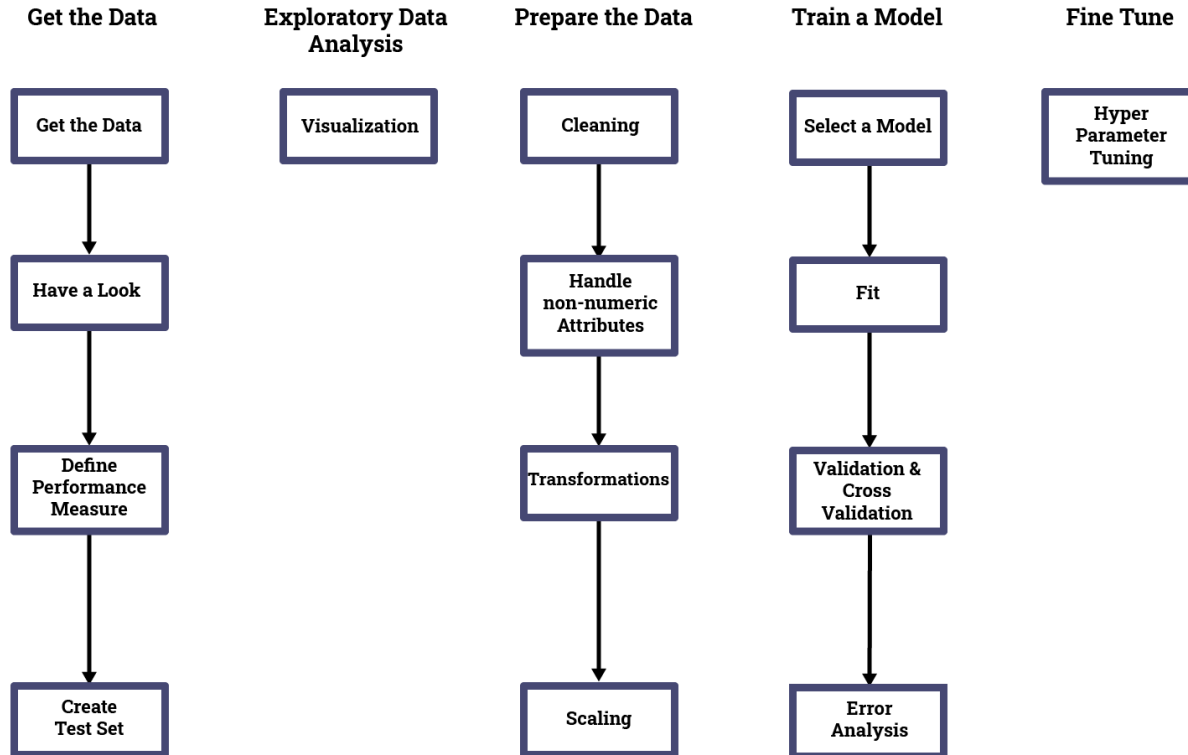 Get the Data
Exploratory Data
Analysis
Prepare the Data
Train a Model
Fine Tune
Get the Data
Have a Look
Define
Performance
Measure
Create
Test Set
Visualization
Cleaning
Handle
non-numeric
Attributes
Transformations
Scaling
Select a Model
Fit
Validation &
Cross
Validation
Error
Analysis
Hyper
Parameter
Tuning